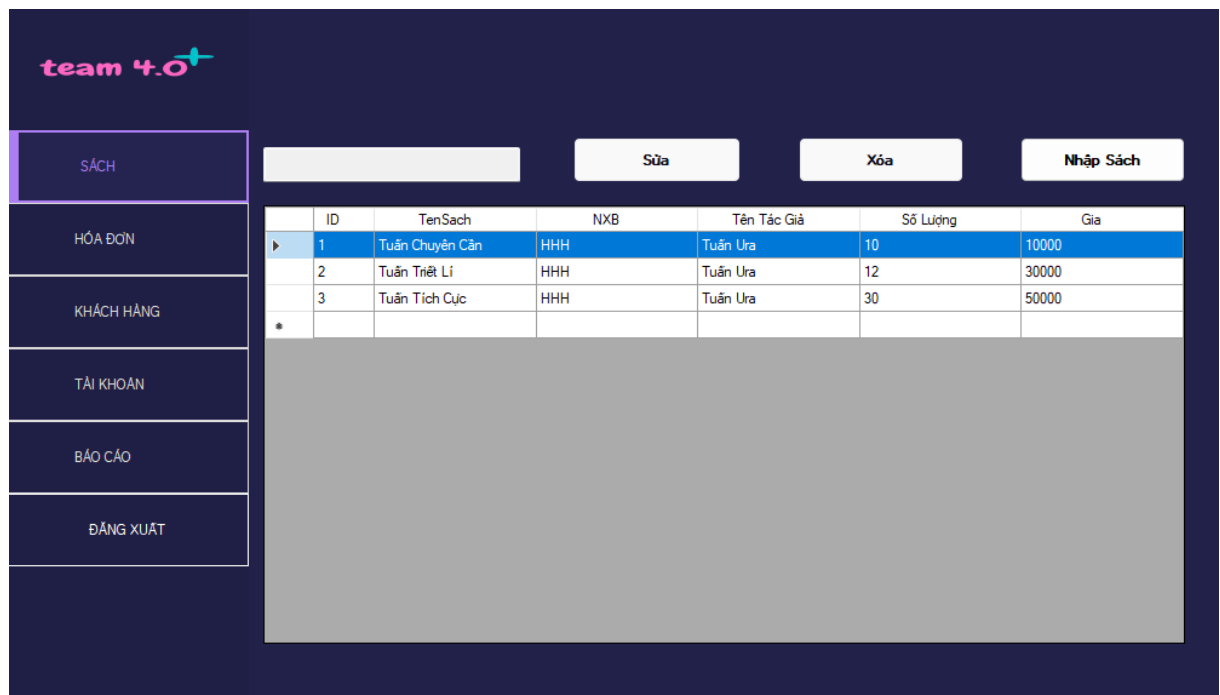 team 4.0
SÁCH
HÓA ĐƠN
KHÁCH HÀNG
TÀI KHOẢN
BÁO CÁO
ĐĂNG XUẤT
Sửa Xóa Nhập Sách
ID TenSach NXB Tên Tác Giả Số Lượng Gia
1 Tuấn Chuyên Cần HHH Tuấn Ura 10 10000
2 Tuấn Triết Lí HHH Tuấn Ura 12 30000
3 Tuấn Tích Cực HHH Tuấn Ura 30 50000